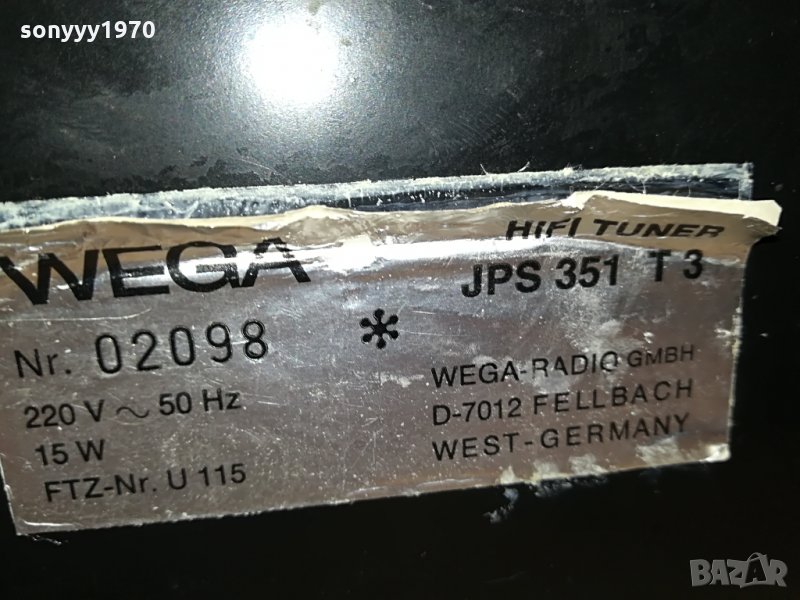 sonyyy1970
WEGA
HIFI TUNER
JPS 351 T 3
Nr. 02098 *
220 V ~ 50 Hz
15 W
FTZ-Nr. U 115
WEGA-RADIO GMBH
D-7012 FELLBACH
WEST-GERMANY
BAZAR